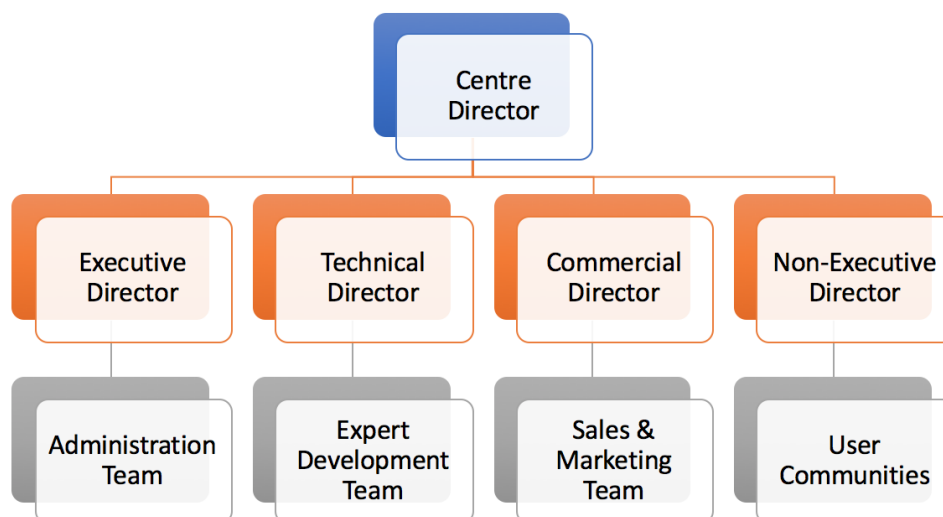 Centre
Director
Executive
Director
Technical
Director
Commercial
Director
Non-Executive
Director
Administration
Team
Expert
Development
Team
Sales &
Marketing
Team
User
Communities